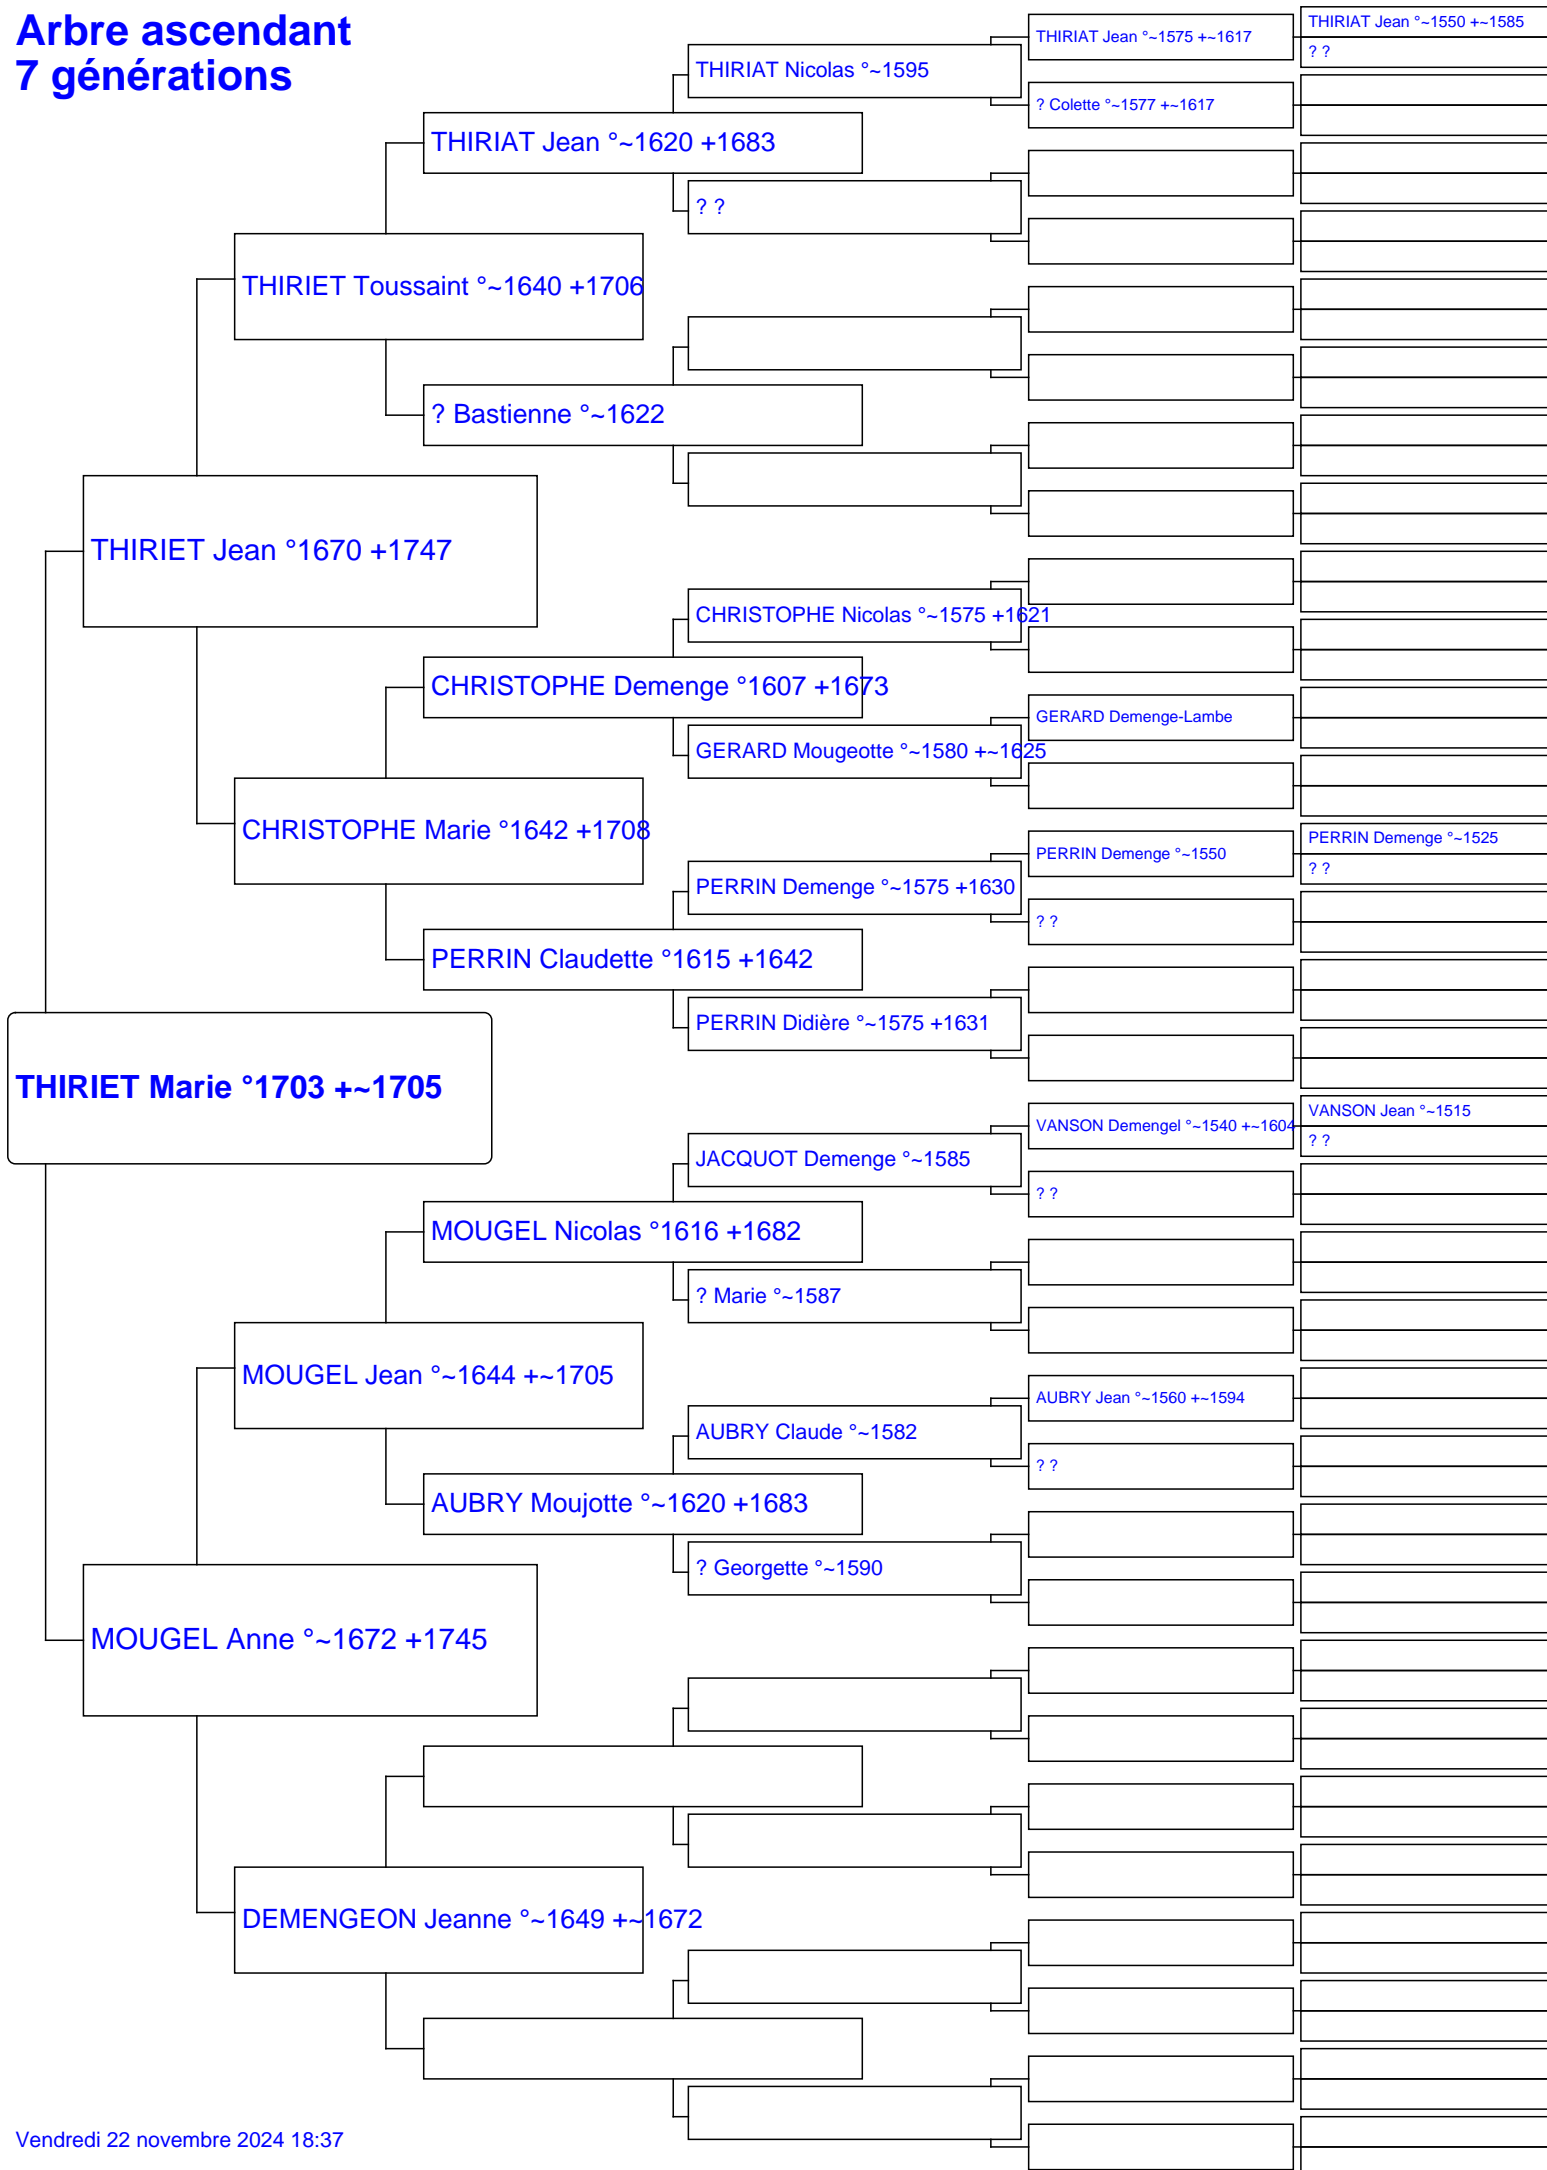 Arbre ascendant
7 générations
THIRIAT Jean °~1550 +~1585
? ?
THIRIAT Jean °~1575 +~1617
THIRIAT Nicolas °~1595
? Colette °~1577 +~1617
THIRIAT Jean °~1620 +1683
? ?
THIRIET Toussaint °~1640 +1706
? Bastienne °~1622
THIRIET Jean °1670 +1747
CHRISTOPHE Nicolas °~1575 +1621
CHRISTOPHE Demenge °1607 +1673
GERARD Demenge-Lambe
GERARD Mougeotte °~1580 +~1625
CHRISTOPHE Marie °1642 +1708
PERRIN Demenge °~1525
? ?
PERRIN Demenge °~1550
PERRIN Demenge °~1575 +1630
? ?
PERRIN Claudette °1615 +1642
PERRIN Didière °~1575 +1631
THIRIET Marie °1703 +~1705
VANSON Jean °~1515
? ?
VANSON Demengel °~1540 +~1604
JACQUOT Demenge °~1585
? ?
MOUGEL Nicolas °1616 +1682
? Marie °~1587
MOUGEL Jean °~1644 +~1705
AUBRY Jean °~1560 +~1594
AUBRY Claude °~1582
? ?
AUBRY Moujotte °~1620 +1683
? Georgette °~1590
MOUGEL Anne °~1672 +1745
DEMENGEON Jeanne °~1649 +~1672
Vendredi 22 novembre 2024 18:37